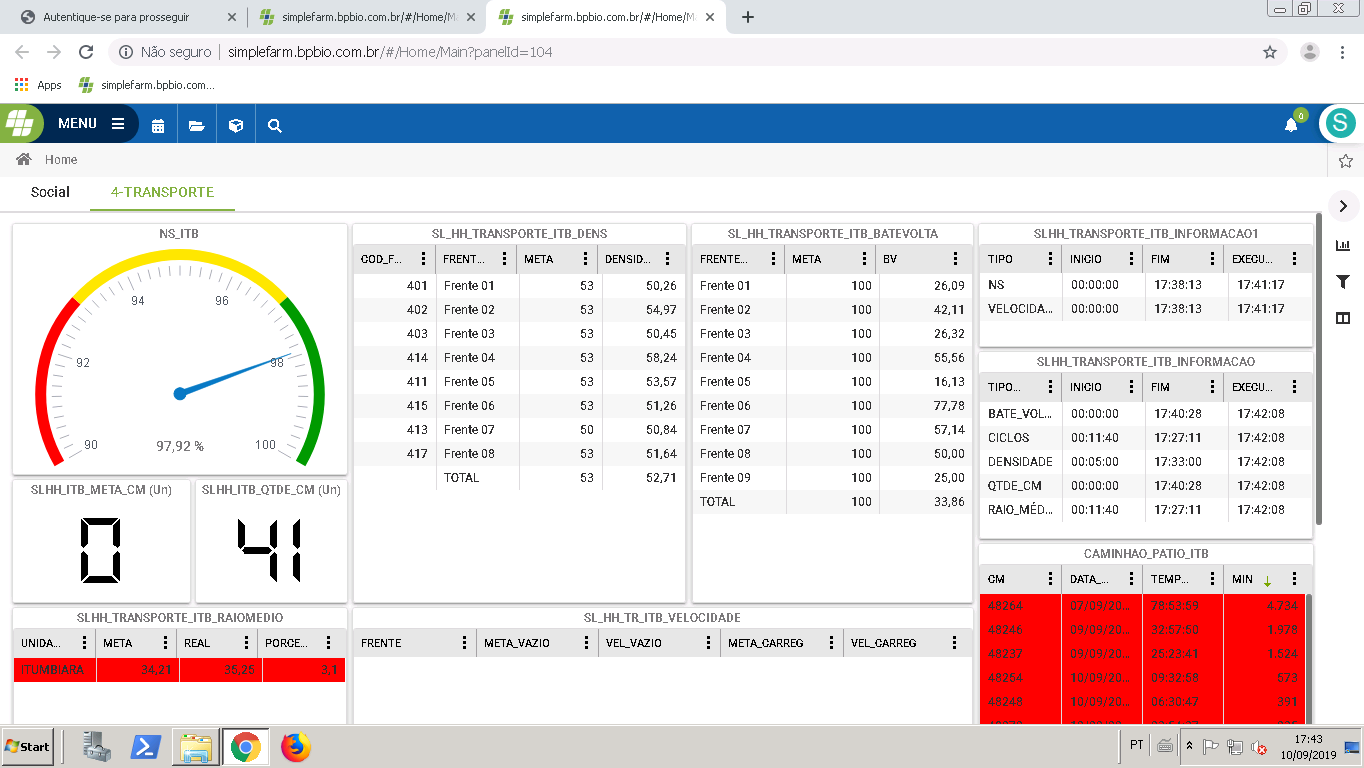 Autentique-se para prosseguir
simplefarm.bpbio.com.br/#/Home/M
simplefarm.bpbio.com.br/#/Home/M
Não seguro
simplefarm.bpbio.com.br/#/Home/Main?panelId=104
Apps
simplefarm.bpbio.com...
MENU
0
S
Home
Social
4-TRANSPORTE
NS_ITB
90
92
94
96
98
100
97,92 %
SLHH_ITB_META_CM (Un)
0
SLHH_ITB_QTDE_CM (Un)
41
SLHH_TRANSPORTE_ITB_RAIOMEDIO
UNIDA... META REAL PORCE...
ITUMBIARA 34,21 35,25 3,1
SL_HH_TRANSPORTE_ITB_DENS
COD_F... FRENT... META DENSID...
401 Frente 01 53 50,26
402 Frente 02 53 54,97
403 Frente 03 53 50,45
414 Frente 04 53 58,24
411 Frente 05 53 53,57
415 Frente 06 53 51,26
413 Frente 07 50 50,84
417 Frente 08 53 51,64
TOTAL 53 52,71
SL_HH_TRANSPORTE_ITB_BATEVOLTA
FRENTE... META BV
Frente 01 100 26,09
Frente 02 100 42,11
Frente 03 100 26,32
Frente 04 100 55,56
Frente 05 100 16,13
Frente 06 100 77,78
Frente 07 100 57,14
Frente 08 100 50,00
Frente 09 100 25,00
TOTAL 100 33,86
SL_HH_TR_ITB_VELOCIDADE
FRENTE META_VAZIO VEL_VAZIO META_CARREG VEL_CARREG
SLHH_TRANSPORTE_ITB_INFORMACAO1
TIPO INICIO FIM EXECU...
NS 00:00:00 17:38:13 17:41:17
VELOCIDA... 00:00:00 17:38:13 17:41:17
SLHH_TRANSPORTE_ITB_INFORMACAO
TIPO... INICIO FIM EXECU...
BATE_VOL... 00:00:00 17:40:28 17:42:08
CICLOS 00:11:40 17:27:11 17:42:08
DENSIDADE 00:05:00 17:33:00 17:42:08
QTDE_CM 00:00:00 17:40:28 17:42:08
RAIO_MÉD... 00:11:40 17:27:11 17:42:08
CAMINHAO_PATIO_ITB
CM DATA_... TEMP... MIN
48264 07/09/20... 78:53:59 4.734
48246 09/09/20... 32:57:50 1.978
48237 09/09/20... 25:23:41 1.524
48254 10/09/20... 09:32:58 573
48248 10/09/20... 06:30:47 391
Start
PT
17:43
10/09/2019